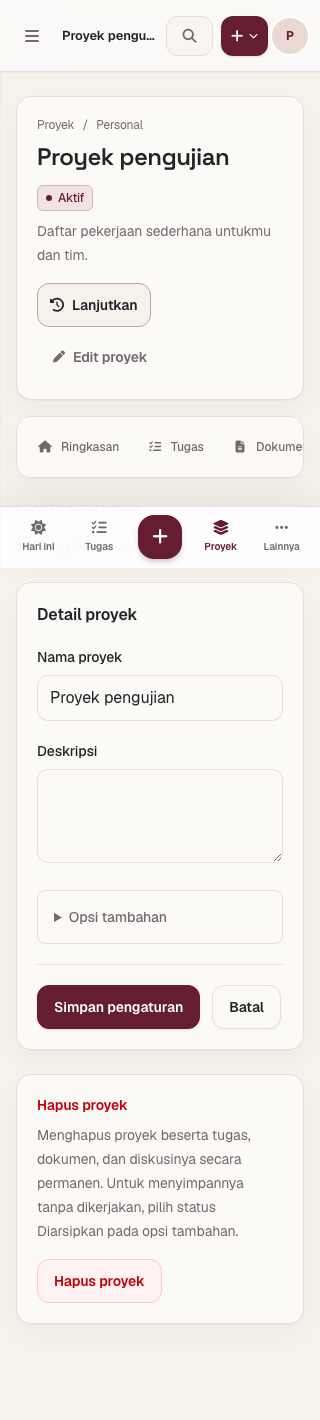 Proyek pengu...
P
Proyek / Personal
Proyek pengujian
Aktif
Daftar pekerjaan sederhana untukmu
dan tim.
Lanjutkan
Edit proyek
Ringkasan Tugas Dokume
Hari ini Tugas Proyek Lainnya
Detail proyek
Nama proyek
Proyek pengujian
Deskripsi
Opsi tambahan
Simpan pengaturan Batal
Hapus proyek
Menghapus proyek beserta tugas,
dokumen, dan diskusinya secara
permanen. Untuk menyimpannya
tanpa dikerjakan, pilih status
Diarsipkan pada opsi tambahan.
Hapus proyek